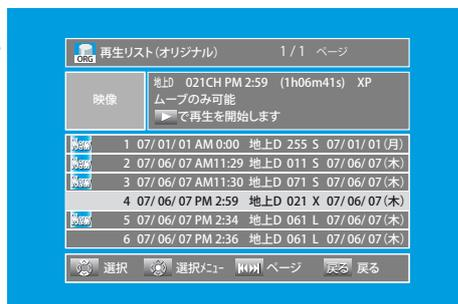 ORG 再生リスト(オリジナル) 1/1 ページ
映像
地上D 021CH PM 2:59 (1h06m41s) XP
ムーブのみ可能
▶で再生を開始します
NEW 1 07/01/01 AM 0:00 地上D 255 S 07/01/01(月)
NEW 2 07/06/07 AM11:29 地上D 011 S 07/06/07(木)
NEW 3 07/06/07 AM11:30 地上D 071 S 07/06/07(木)
4 07/06/07 PM 2:59 地上D 021 X 07/06/07(木)
NEW 5 07/06/07 PM 2:34 地上D 061 L 07/06/07(木)
6 07/06/07 PM 2:36 地上D 061 L 07/06/07(木)
選択 選択メニュー ページ 戻る 戻る